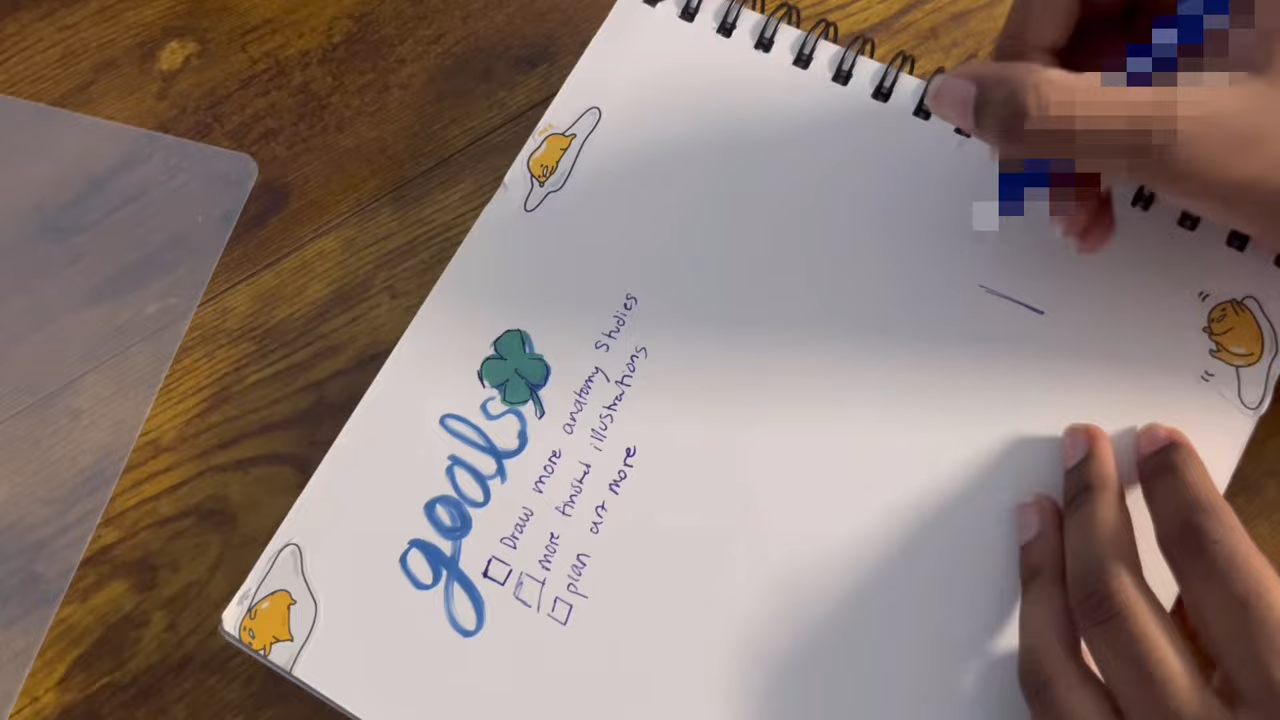 goals
Draw more anatomy studies
more finished illustrations
plan art more